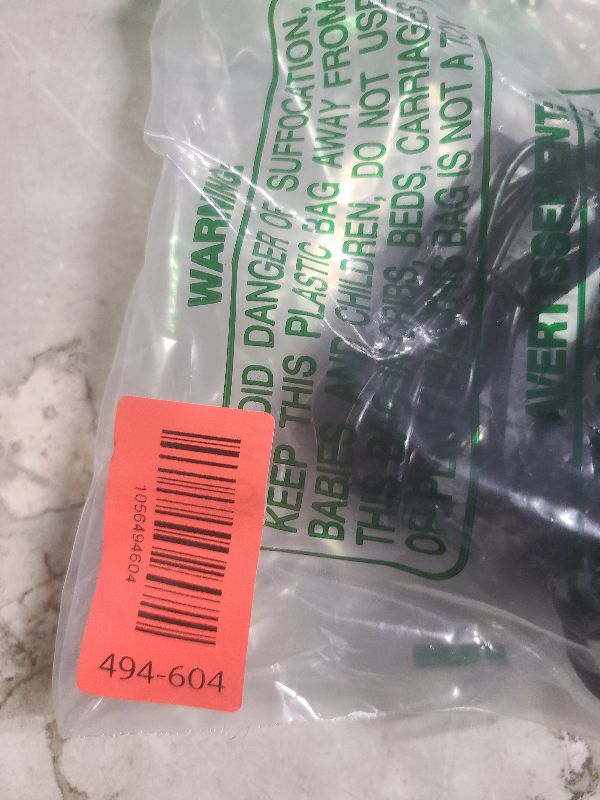 WARNING:
OID DANGER OF SUFFOCATION,
KEEP THIS PLASTIC BAG AWAY FROM
BABIES AND CHILDREN, DO NOT USE
THIS BAG IN CRIBS, BEDS, CARRIAGES
OR PLAYPENS. THIS BAG IS NOT A TOY
AVERTISSEMENT:
1056494604
494-604